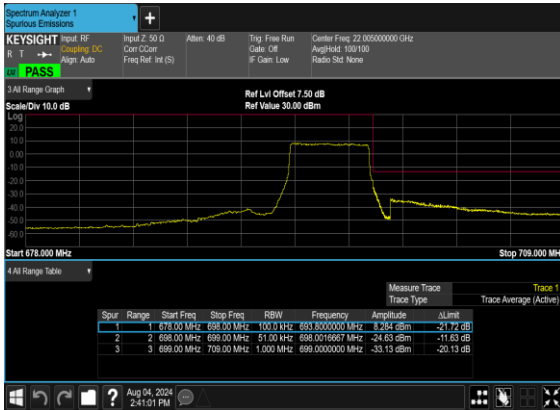 Spectrum Analyzer 1
Spurious Emissions
+
KEYSIGHT
R T
LXI
PASS
Input: RF
Coupling: DC
Align: Auto
Input Z: 50 Ω
Corr CCorr
Freq Ref: Int (S)
Atten: 40 dB
Trig: Free Run
Gate: Off
IF Gain: Low
Center Freq: 22.005000000 GHz
Avg|Hold: 100/100
Radio Std: None
3 All Range Graph
Scale/Div 10.0 dB
Ref Lvl Offset 7.50 dB
Ref Value 30.00 dBm
Log
20.0
10.0
0.00
-10.0
-20.0
-30.0
-40.0
-50.0
-60.0
Start 678.000 MHz
Stop 709.000 MH
4 All Range Table
Measure Trace Trace 1
Trace Type Trace Average (Active)
Spur Range Start Freq Stop Freq RBW Frequency Amplitude ΔLimit
1 1 678.00 MHz 698.00 MHz 100.0 kHz 693.8000000 MHz 8.284 dBm -21.72 dB
2 2 698.00 MHz 699.00 MHz 51.00 kHz 698.0016667 MHz -24.63 dBm -11.63 dB
3 3 699.00 MHz 709.00 MHz 1.000 MHz 699.0000000 MHz -33.13 dBm -20.13 dB
?
Aug 04, 2024
2:41:01 PM